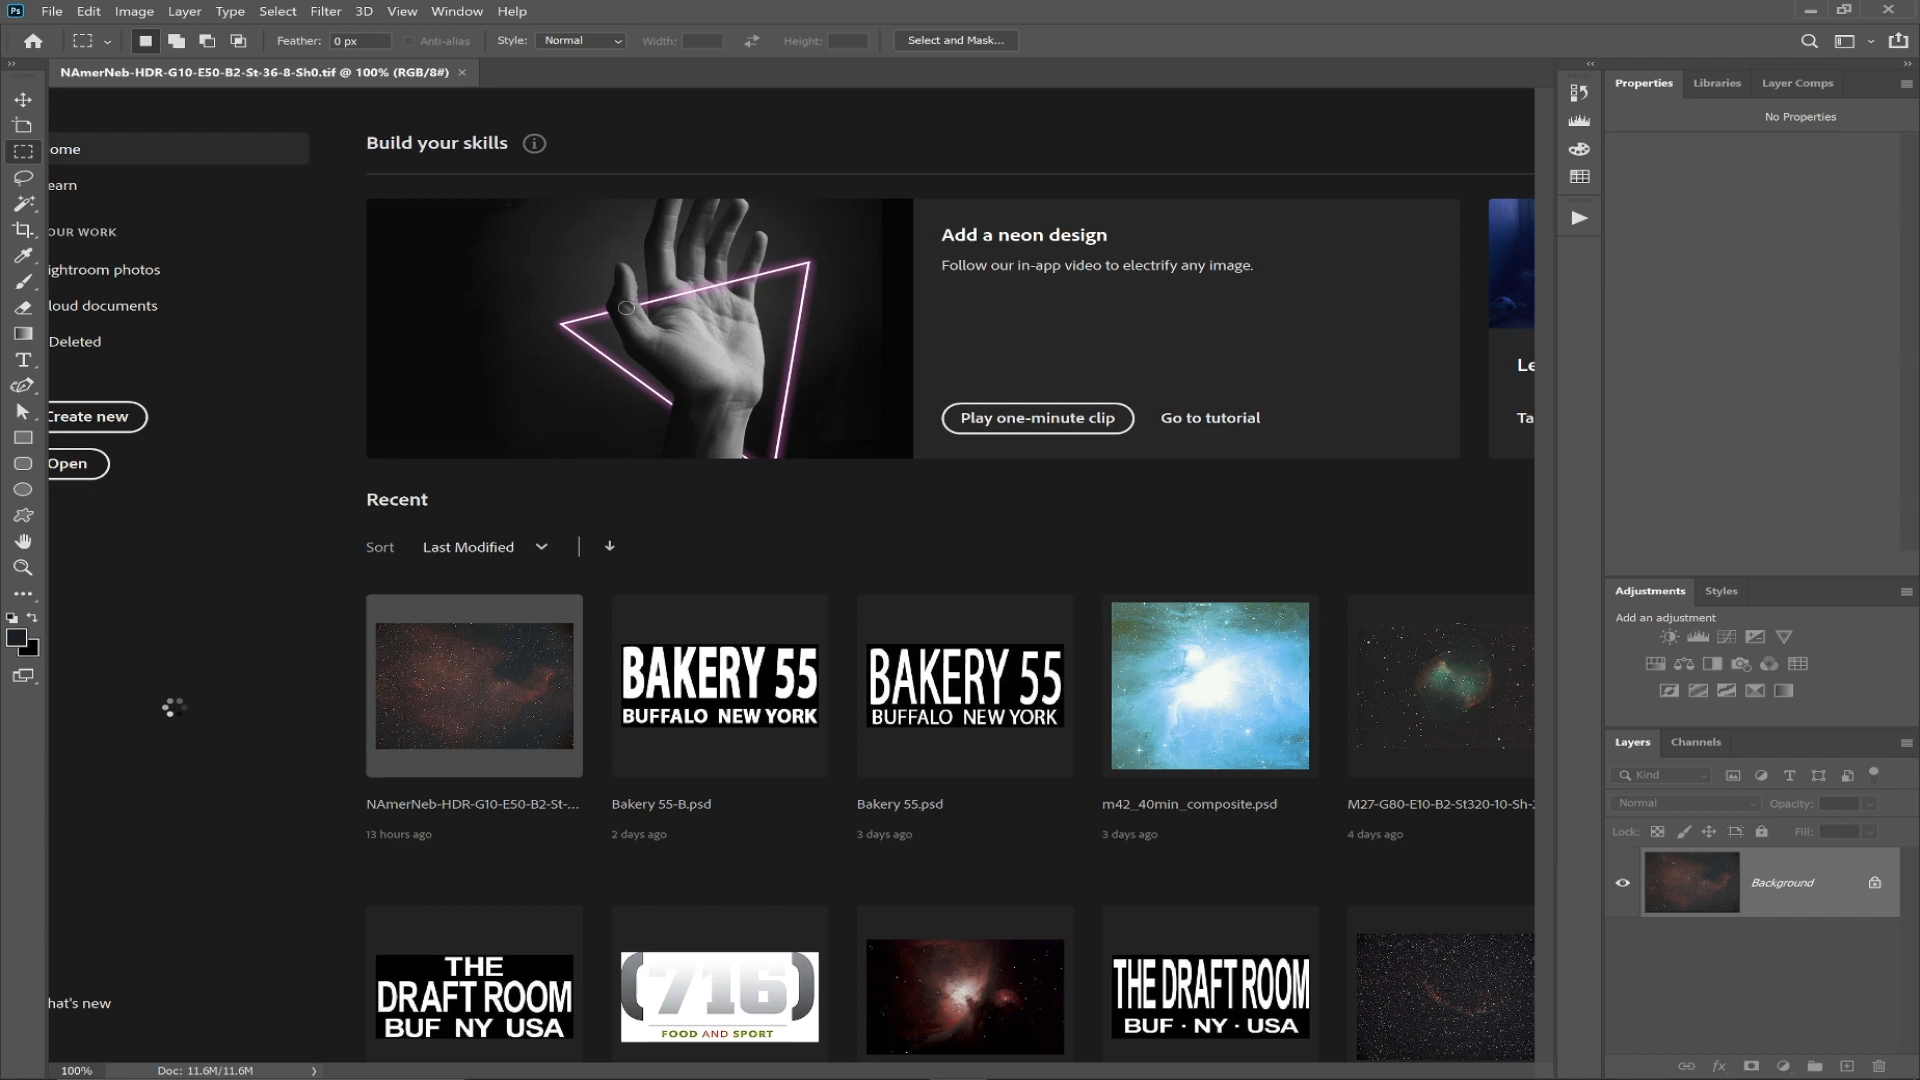 Ps File Edit Image Layer Type Select Filter 3D View Window Help
Feather: 0 px Anti-alias Style: Normal Width: Height: Select and Mask...
NAmerNeb-HDR-G10-E50-B2-St-36-8-Sh0.tif @ 100% (RGB/8#) ×
ome
earn
OUR WORK
ightroom photos
loud documents
Deleted
Create new
Open
hat's new
Build your skills
Add a neon design
Follow our in-app video to electrify any image.
Play one-minute clip Go to tutorial
Le
Ta
Recent
Sort Last Modified
BAKERY 55
BUFFALO NEW YORK
BAKERY 55
BUFFALO NEW YORK
NAmerNeb-HDR-G10-E50-B2-St-... Bakery 55-B.psd Bakery 55.psd m42_40min_composite.psd M27-G80-E10-B2-St320-10-Sh-2
13 hours ago 2 days ago 3 days ago 3 days ago 4 days ago
THE
DRAFT ROOM
BUF NY USA
716
FOOD AND SPORT
THE DRAFT ROOM
BUF · NY · USA
Properties Libraries Layer Comps
No Properties
Adjustments Styles
Add an adjustment
Layers Channels
Kind
Normal Opacity:
Lock: Fill:
Background
fx
100% Doc: 11.6M/11.6M